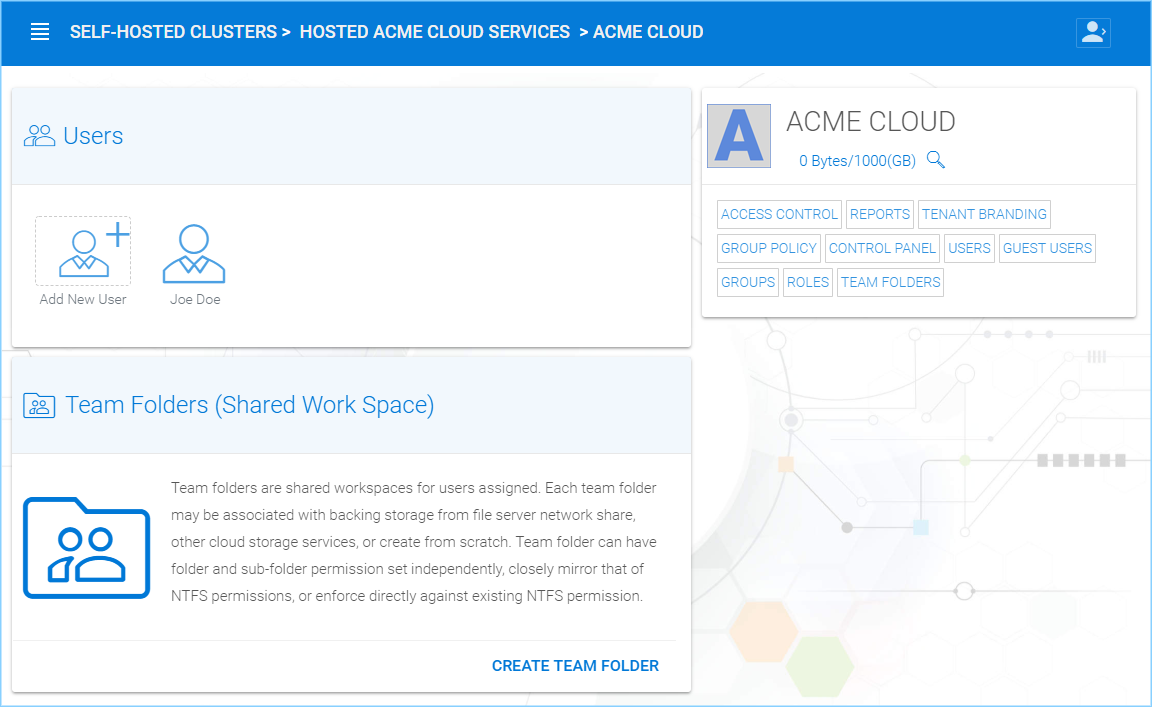 SELF-HOSTED CLUSTERS > HOSTED ACME CLOUD SERVICES > ACME CLOUD
Users
Add New User
Joe Doe
Team Folders (Shared Work Space)
Team folders are shared workspaces for users assigned. Each team folder
may be associated with backing storage from file server network share,
other cloud storage services, or create from scratch. Team folder can have
folder and sub-folder permission set independently, closely mirror that of
NTFS permissions, or enforce directly against existing NTFS permission.
CREATE TEAM FOLDER
A
ACME CLOUD
0 Bytes/1000(GB)
ACCESS CONTROL REPORTS TENANT BRANDING
GROUP POLICY CONTROL PANEL USERS GUEST USERS
GROUPS ROLES TEAM FOLDERS